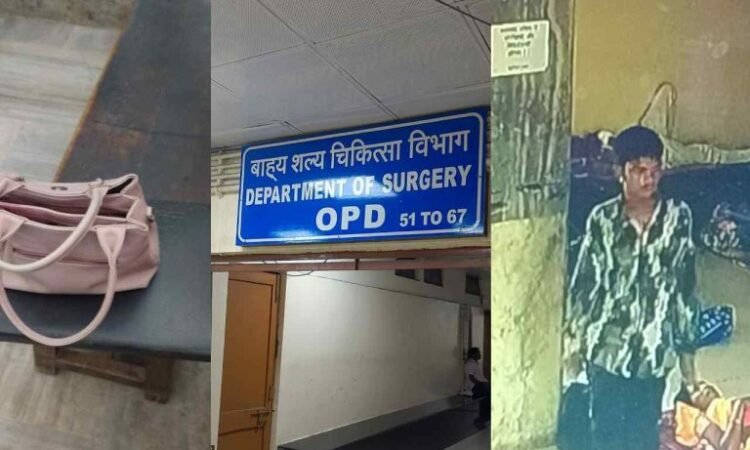 बाह्य शल्य चिकित्सा विभाग
DEPARTMENT OF SURGERY
OPD 51 TO 67